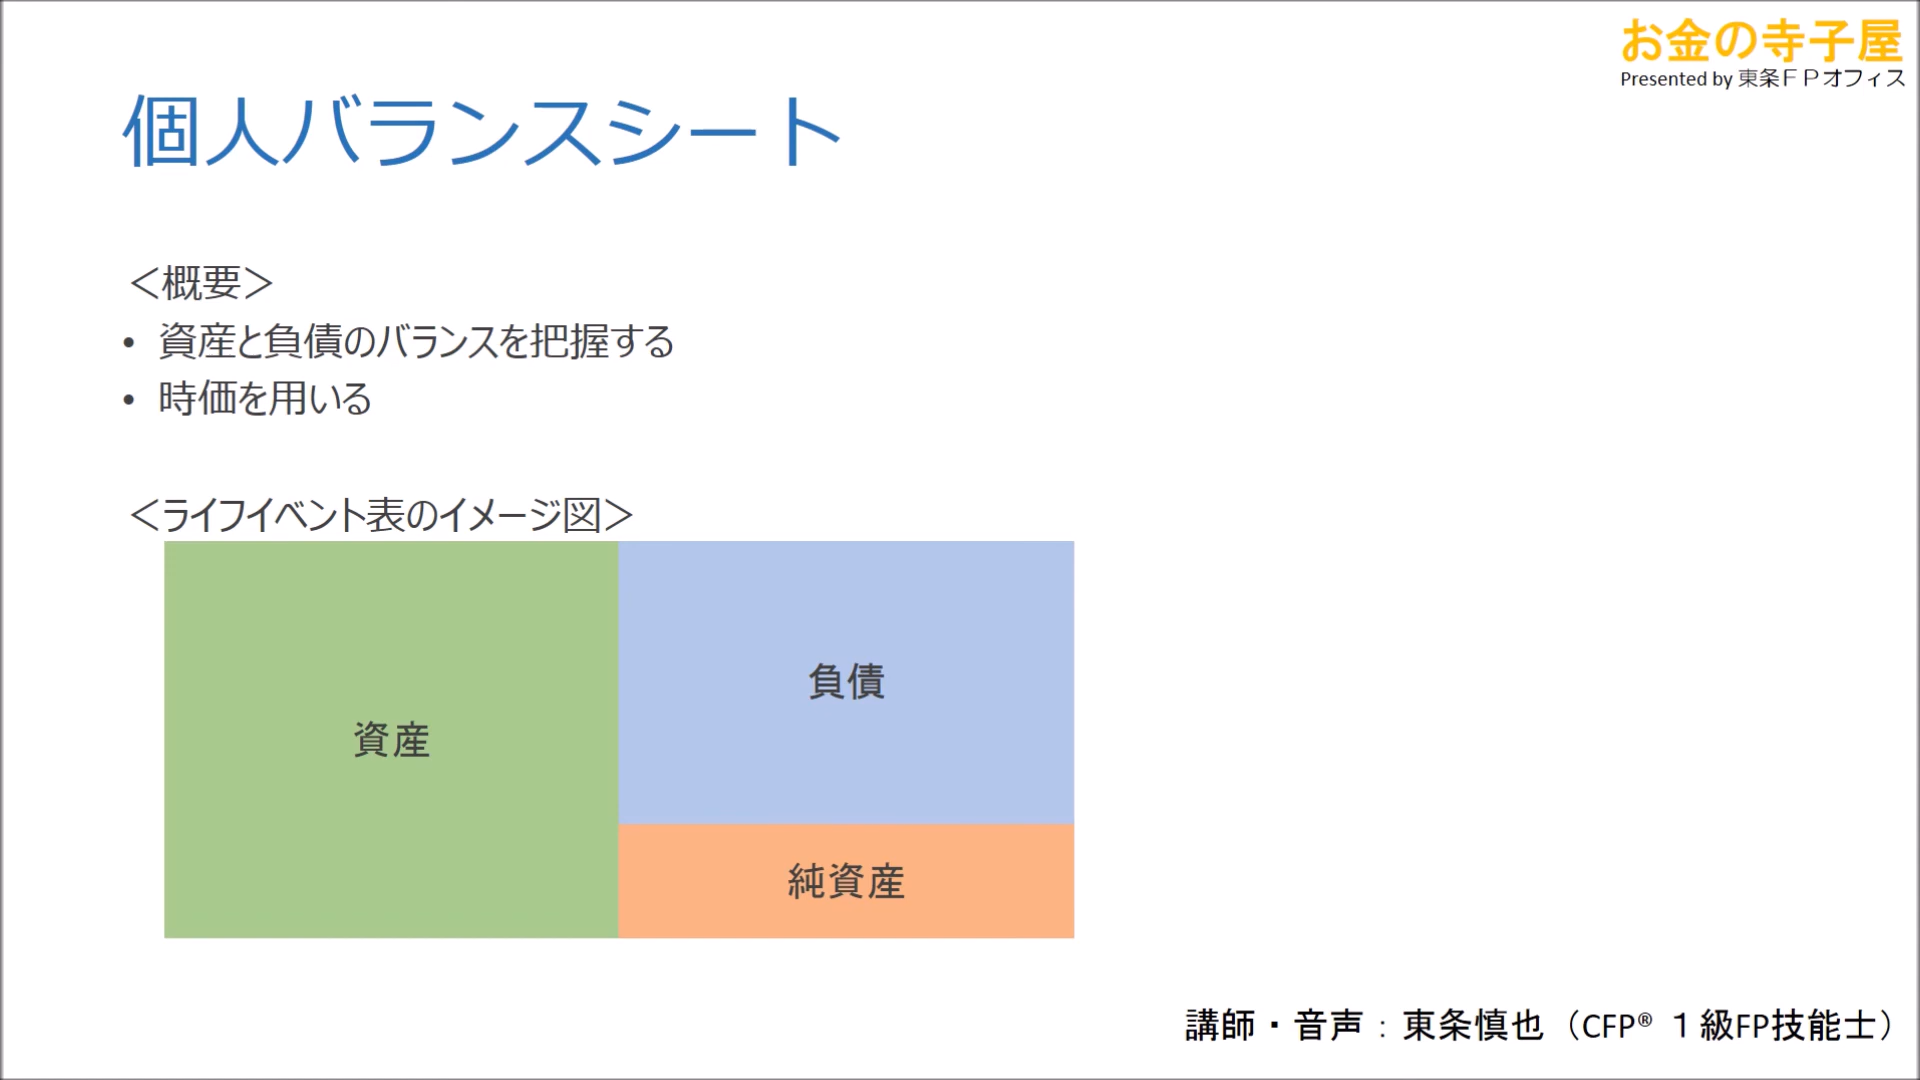 お金の寺子屋
Presented by 東条ＦＰオフィス
個人バランスシート
＜概要＞
• 資産と負債のバランスを把握する
• 時価を用いる
＜ライフイベント表のイメージ図＞
資産
負債
純資産
講師・音声：東条慎也（CFP® １級FP技能士）